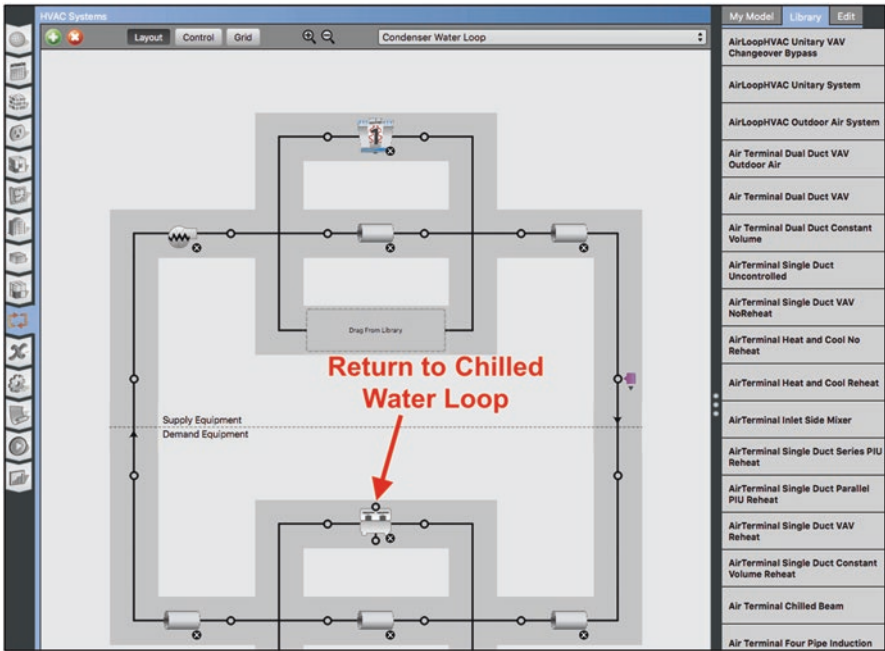 HVAC Systems
Layout Control Grid Condenser Water Loop
Drag From Library
Return to Chilled
Water Loop
Supply Equipment
Demand Equipment
My Model Library Edit
AirLoopHVAC Unitary VAV
Changeover Bypass
AirLoopHVAC Unitary System
AirLoopHVAC Outdoor Air System
Air Terminal Dual Duct VAV
Outdoor Air
Air Terminal Dual Duct VAV
Air Terminal Dual Duct Constant
Volume
AirTerminal Single Duct
Uncontrolled
AirTerminal Single Duct VAV
NoReheat
AirTerminal Heat and Cool No
Reheat
AirTerminal Heat and Cool Reheat
AirTerminal Inlet Side Mixer
AirTerminal Single Duct Series PIU
Reheat
AirTerminal Single Duct Parallel
PIU Reheat
AirTerminal Single Duct VAV
Reheat
AirTerminal Single Duct Constant
Volume Reheat
Air Terminal Chilled Beam
Air Terminal Four Pipe Induction